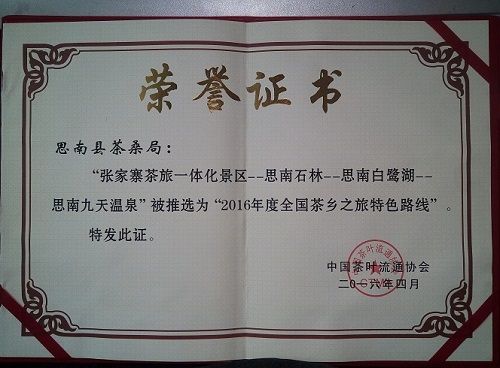 荣誉证书
思南县茶桑局：
“张家寨茶旅一体化景区--思南石林--思南白鹭湖--
思南九天温泉”被推选为“2016年度全国茶乡之旅特色路线”。
特发此证。
中国茶叶流通协会
二〇一六年四月